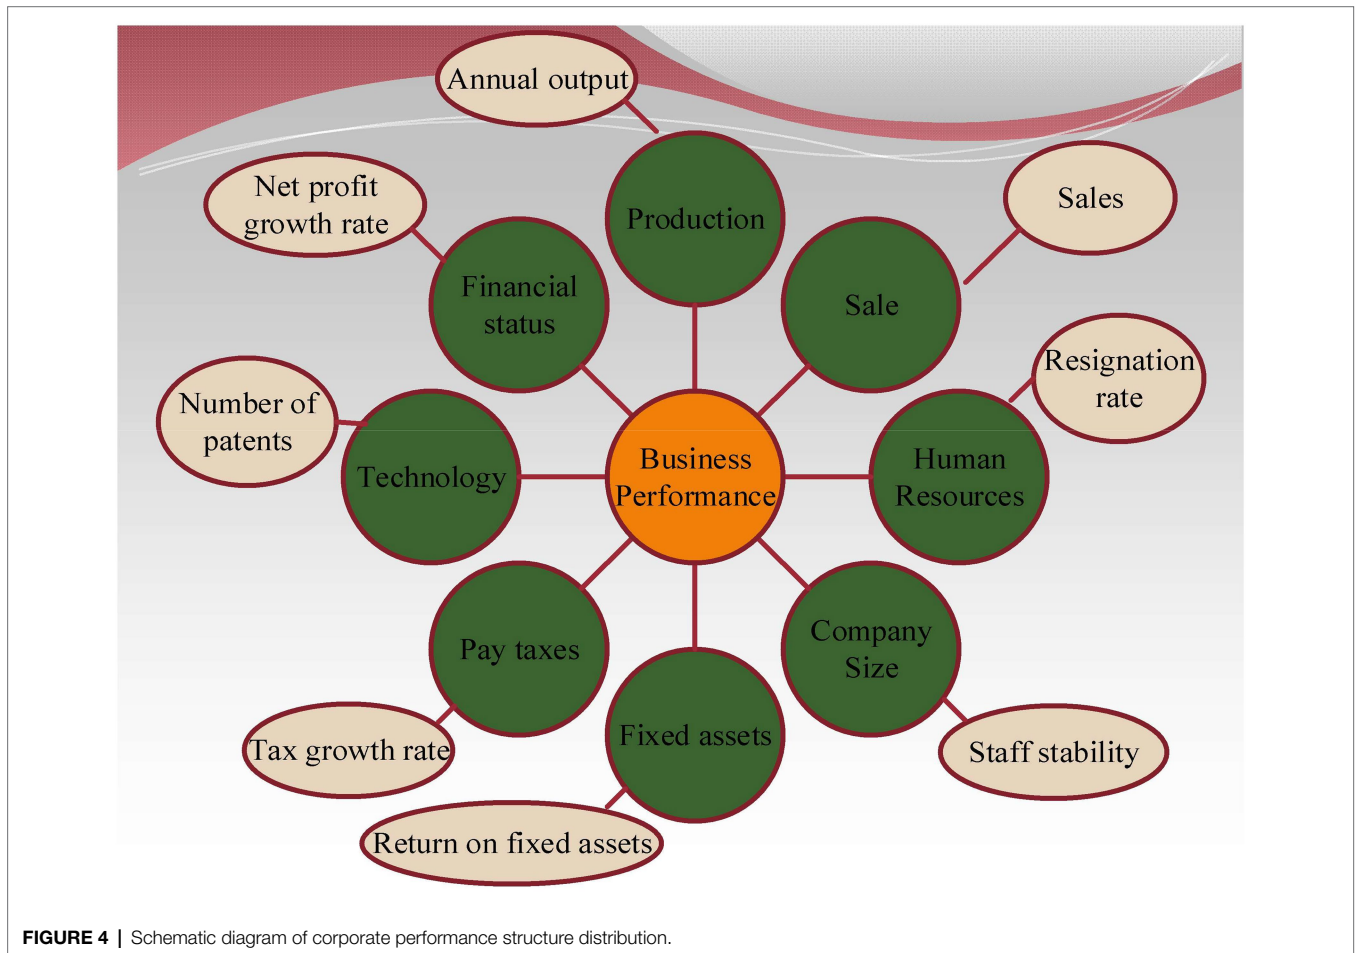 Annual output
Net profit
growth rate
Production
Sales
Financial
status
Sale
Resignation
rate
Number of
patents
Technology
Business
Performance
Human
Resources
Pay taxes
Company
Size
Tax growth rate
Fixed assets
Staff stability
Return on fixed assets
FIGURE 4 | Schematic diagram of corporate performance structure distribution.